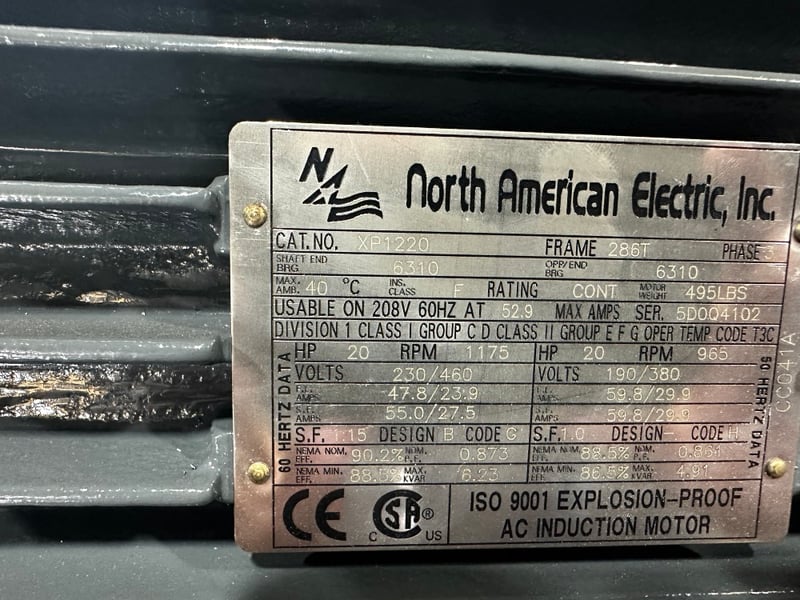 NAE North American Electric, Inc.
CAT.NO. XP1220 FRAME 286T PHASE 3
SHAFT END BRG 6310 OPP/END BRG 6310
MAX. AMB. 40 °C INS. CLASS F RATING CONT MOTOR WEIGHT 495LBS
USABLE ON 208V 60HZ AT 52.9 MAX AMPS SER. 5D0Q4102
DIVISION 1 CLASS I GROUP C D CLASS II GROUP E F G OPER TEMP CODE T3C
60 HERTZ DATA
HP 20 RPM 1175 HP 20 RPM 965
VOLTS 230/460 VOLTS 190/380
F.L. AMPS 47.8/23.9 F.L. AMPS 59.8/29.9
S.F. AMPS 55.0/27.5 S.F. AMPS 59.8/29.9
S.F. 1.15 DESIGN B CODE G S.F. 1.0 DESIGN - CODE H
NEMA NOM. EFF. 90.2% NOM. P.F. 0.873 NEMA NOM. EFF. 88.5% NOM. P.F. 0.861
NEMA MIN. EFF. 88.5% MAX. KVAR 6.23 NEMA MIN. EFF. 86.5% MAX. KVAR 4.91
50 HERTZ DATA
CC041A
CE C SA® C US
ISO 9001 EXPLOSION-PROOF
AC INDUCTION MOTOR